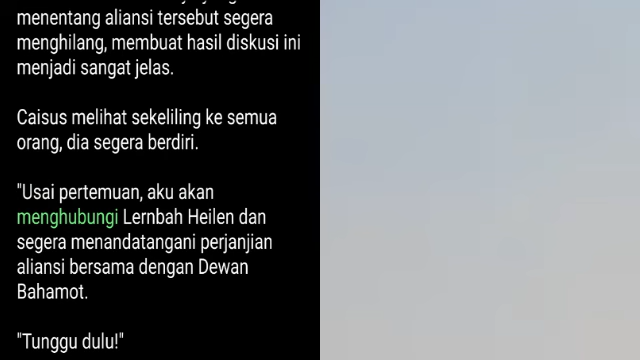 menentang aliansi tersebut segera
menghilang, membuat hasil diskusi ini
menjadi sangat jelas.
Caisus melihat sekeliling ke semua
orang, dia segera berdiri.
"Usai pertemuan, aku akan
menghubungi Lernbah Heilen dan
segera menandatangani perjanjian
aliansi bersama dengan Dewan
Bahamot.
"Tunggu dulu!"